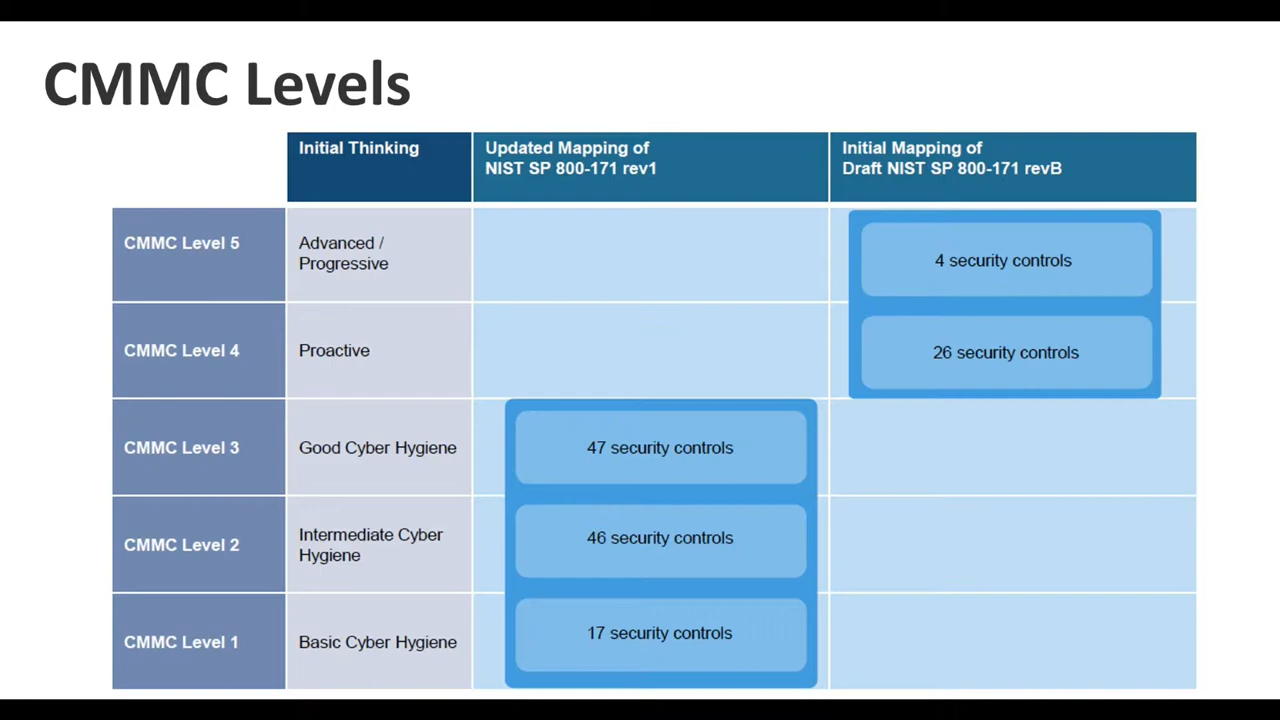 CMMC Levels
Initial Thinking
Updated Mapping of
NIST SP 800-171 rev1
Initial Mapping of
Draft NIST SP 800-171 revB
CMMC Level 5
Advanced /
Progressive
4 security controls
CMMC Level 4
Proactive
26 security controls
CMMC Level 3
Good Cyber Hygiene
47 security controls
CMMC Level 2
Intermediate Cyber
Hygiene
46 security controls
CMMC Level 1
Basic Cyber Hygiene
17 security controls